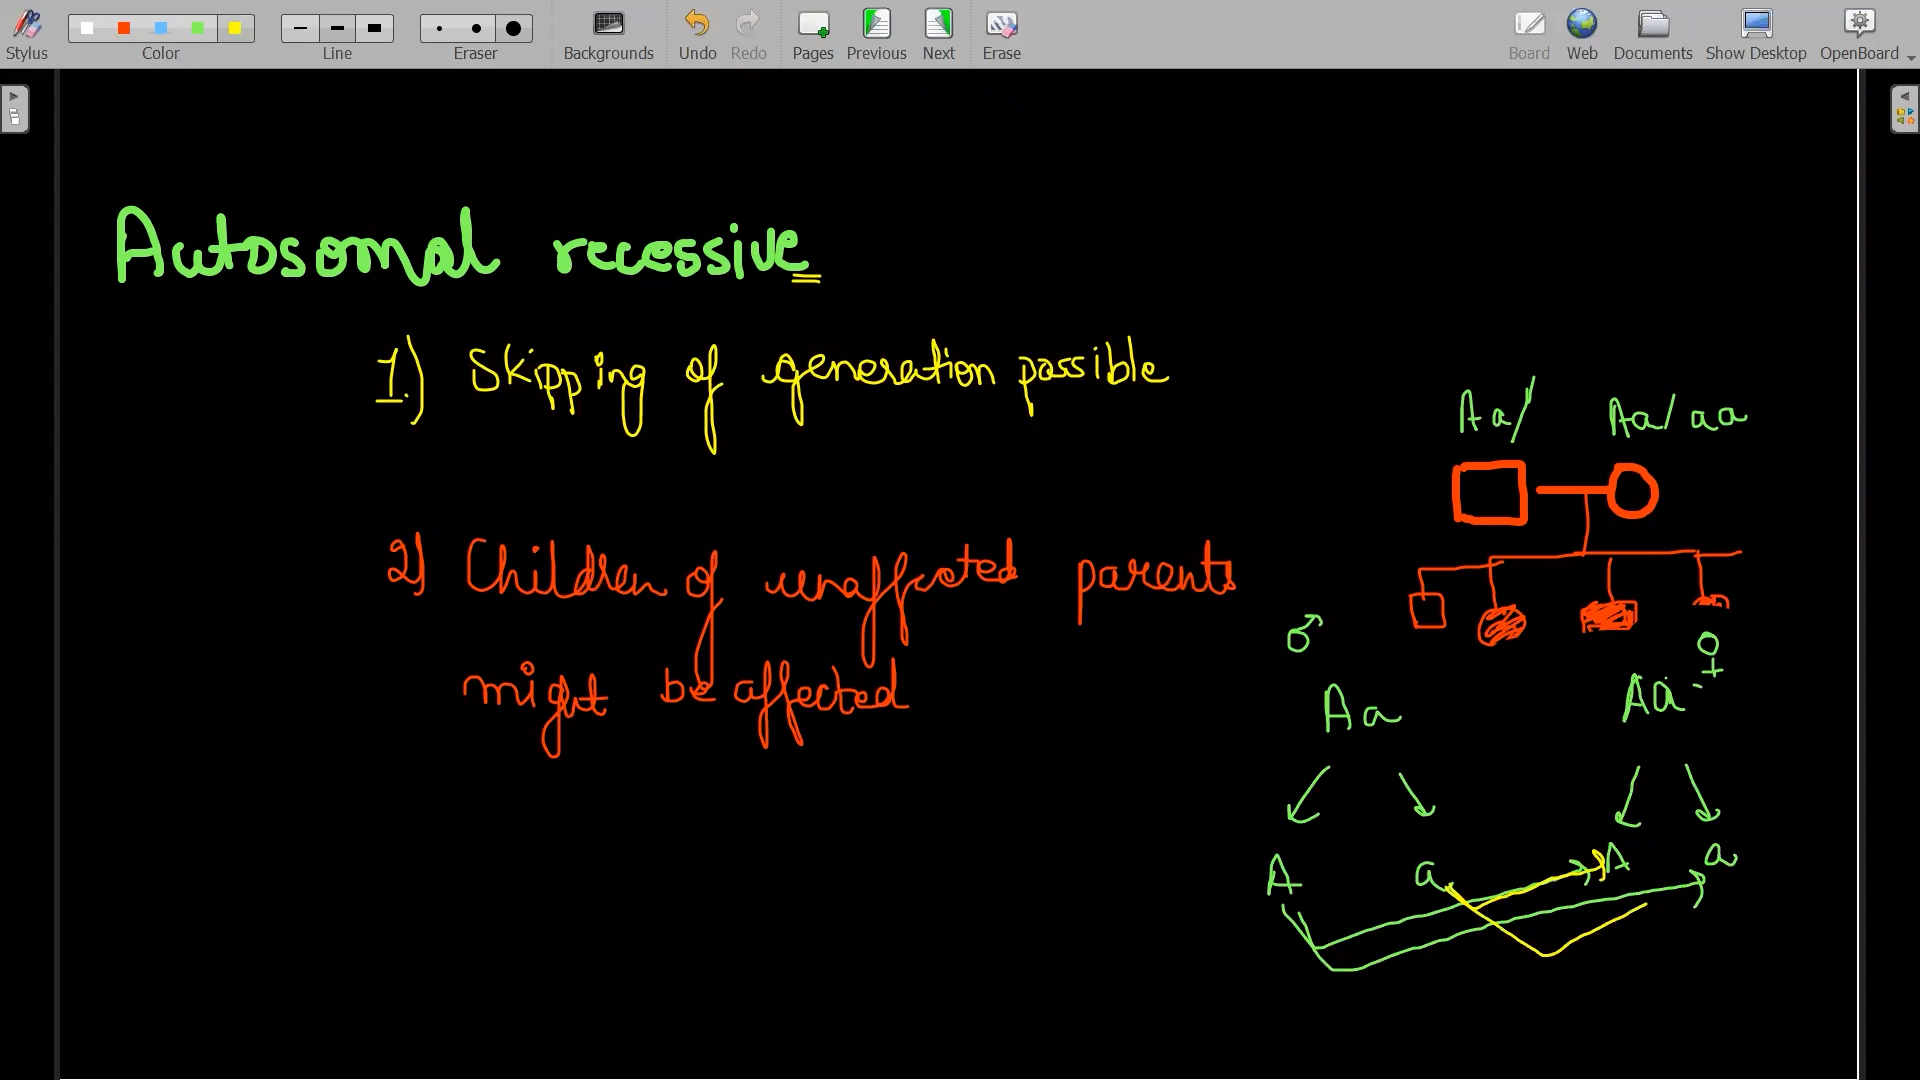 Stylus Color Line Eraser Backgrounds Undo Redo Pages Previous Next Erase Board Web Documents Show Desktop OpenBoard
Autosomal recessive
1.) Skipping of generation possible
Aa/ Aa/aa
2) Children of unaffected parents
might be affected
♂ ♀
Aa Aa
A a A a